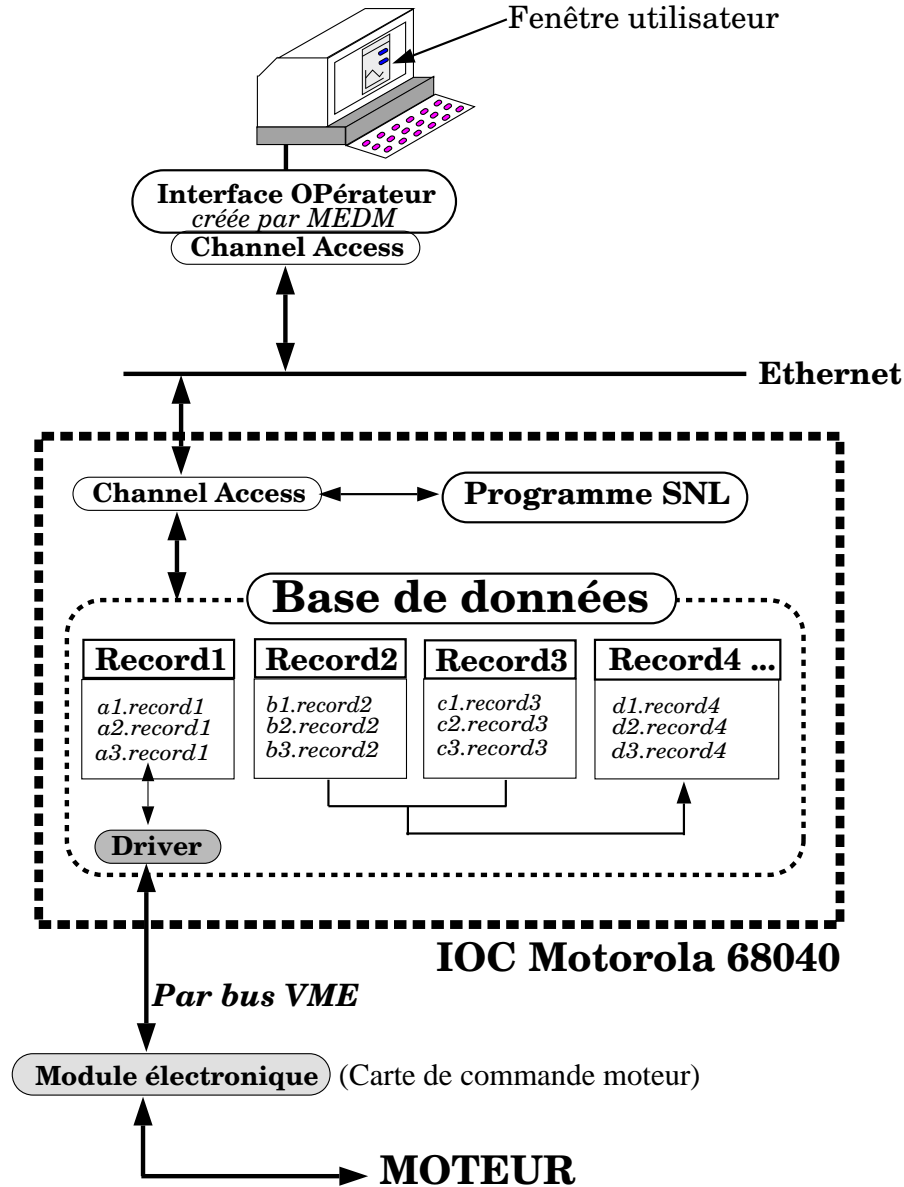 Fenêtre utilisateur
Interface OPérateur
créée par MEDM
Channel Access
Ethernet
Channel Access
Programme SNL
Base de données
Record1
Record2
Record3
Record4 ...
a1.record1
a2.record1
a3.record1
b1.record2
b2.record2
b3.record2
c1.record3
c2.record3
c3.record3
d1.record4
d2.record4
d3.record4
Driver
IOC Motorola 68040
Par bus VME
Module électronique (Carte de commande moteur)
MOTEUR